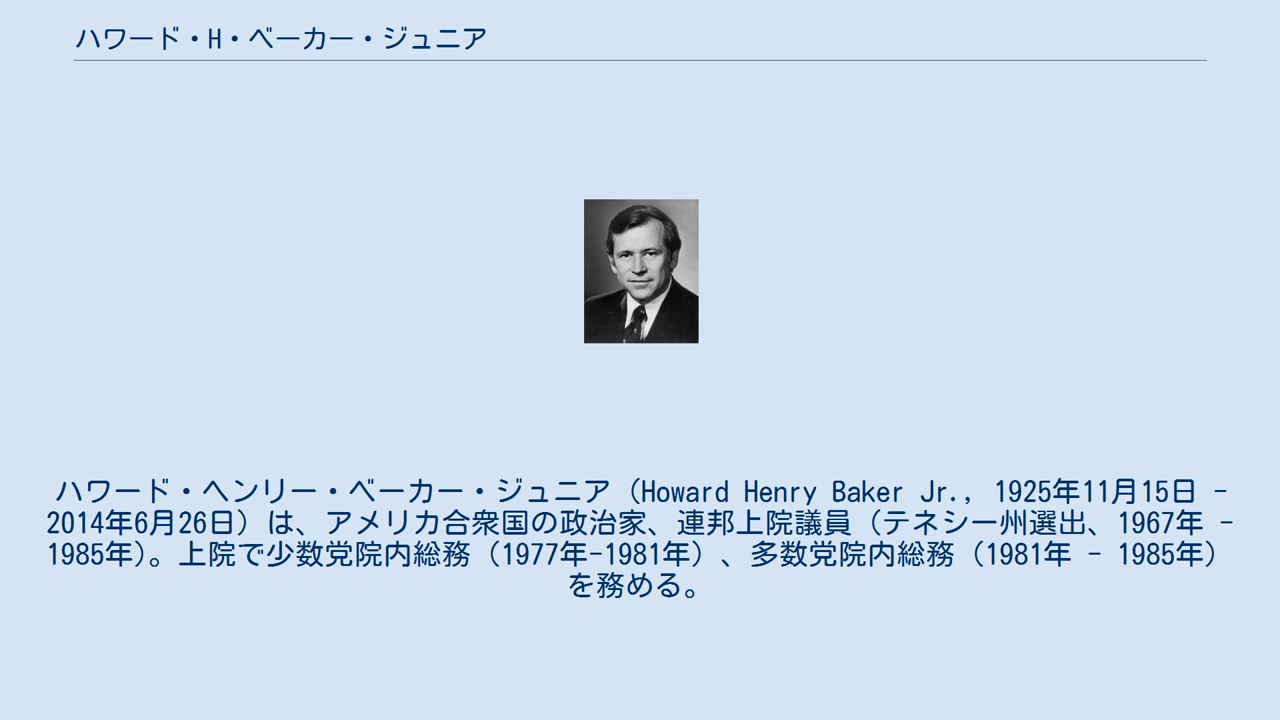 ハワード・H・ベーカー・ジュニア
ハワード・ヘンリー・ベーカー・ジュニア（Howard Henry Baker Jr., 1925年11月15日 -
2014年6月26日）は、アメリカ合衆国の政治家、連邦上院議員（テネシー州選出、1967年 -
1985年)。上院で少数党院内総務（1977年-1981年）、多数党院内総務（1981年 - 1985年）
を務める。